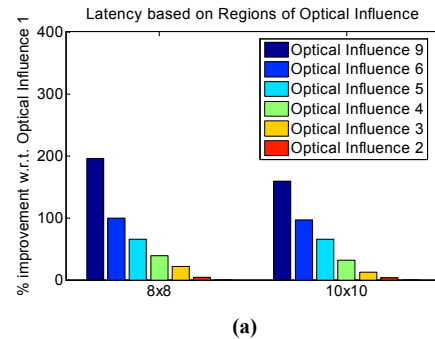 Latency based on Regions of Optical Influence
% improvement w.r.t. Optical Influence 1
400
300
200
100
0
Optical Influence 9
Optical Influence 6
Optical Influence 5
Optical Influence 4
Optical Influence 3
Optical Influence 2
8x8
10x10
(a)